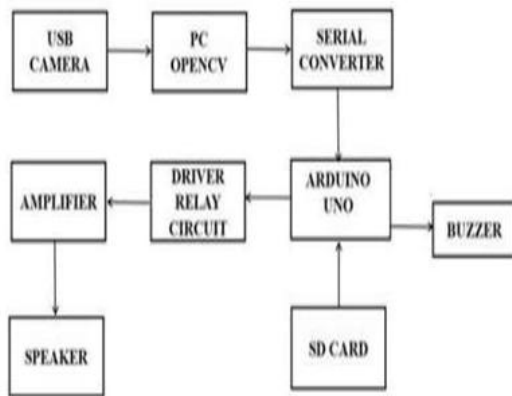 USB
CAMERA
PC
OPENCV
SERIAL
CONVERTER
AMPLIFIER
DRIVER
RELAY
CIRCUIT
ARDUINO
UNO
BUZZER
SPEAKER
SD CARD